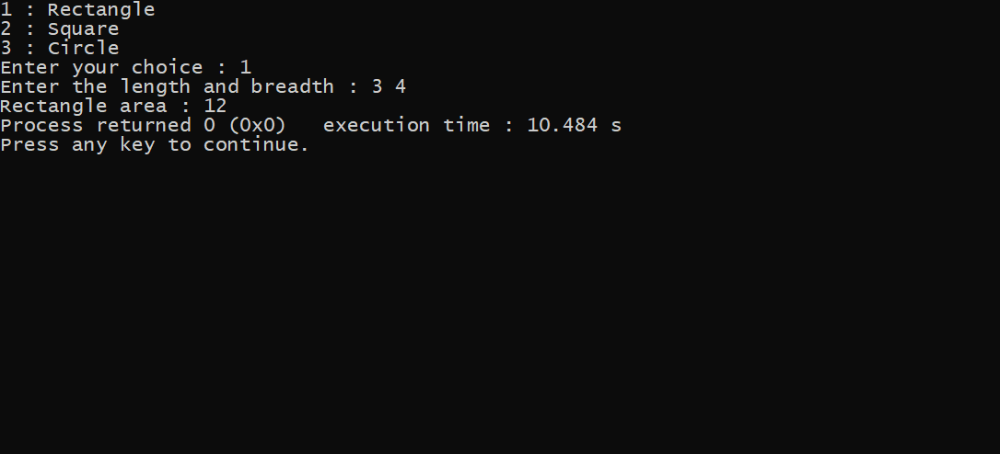 1 : Rectangle
2 : Square
3 : Circle
Enter your choice : 1
Enter the length and breadth : 3 4
Rectangle area : 12
Process returned 0 (0x0)   execution time : 10.484 s
Press any key to continue.